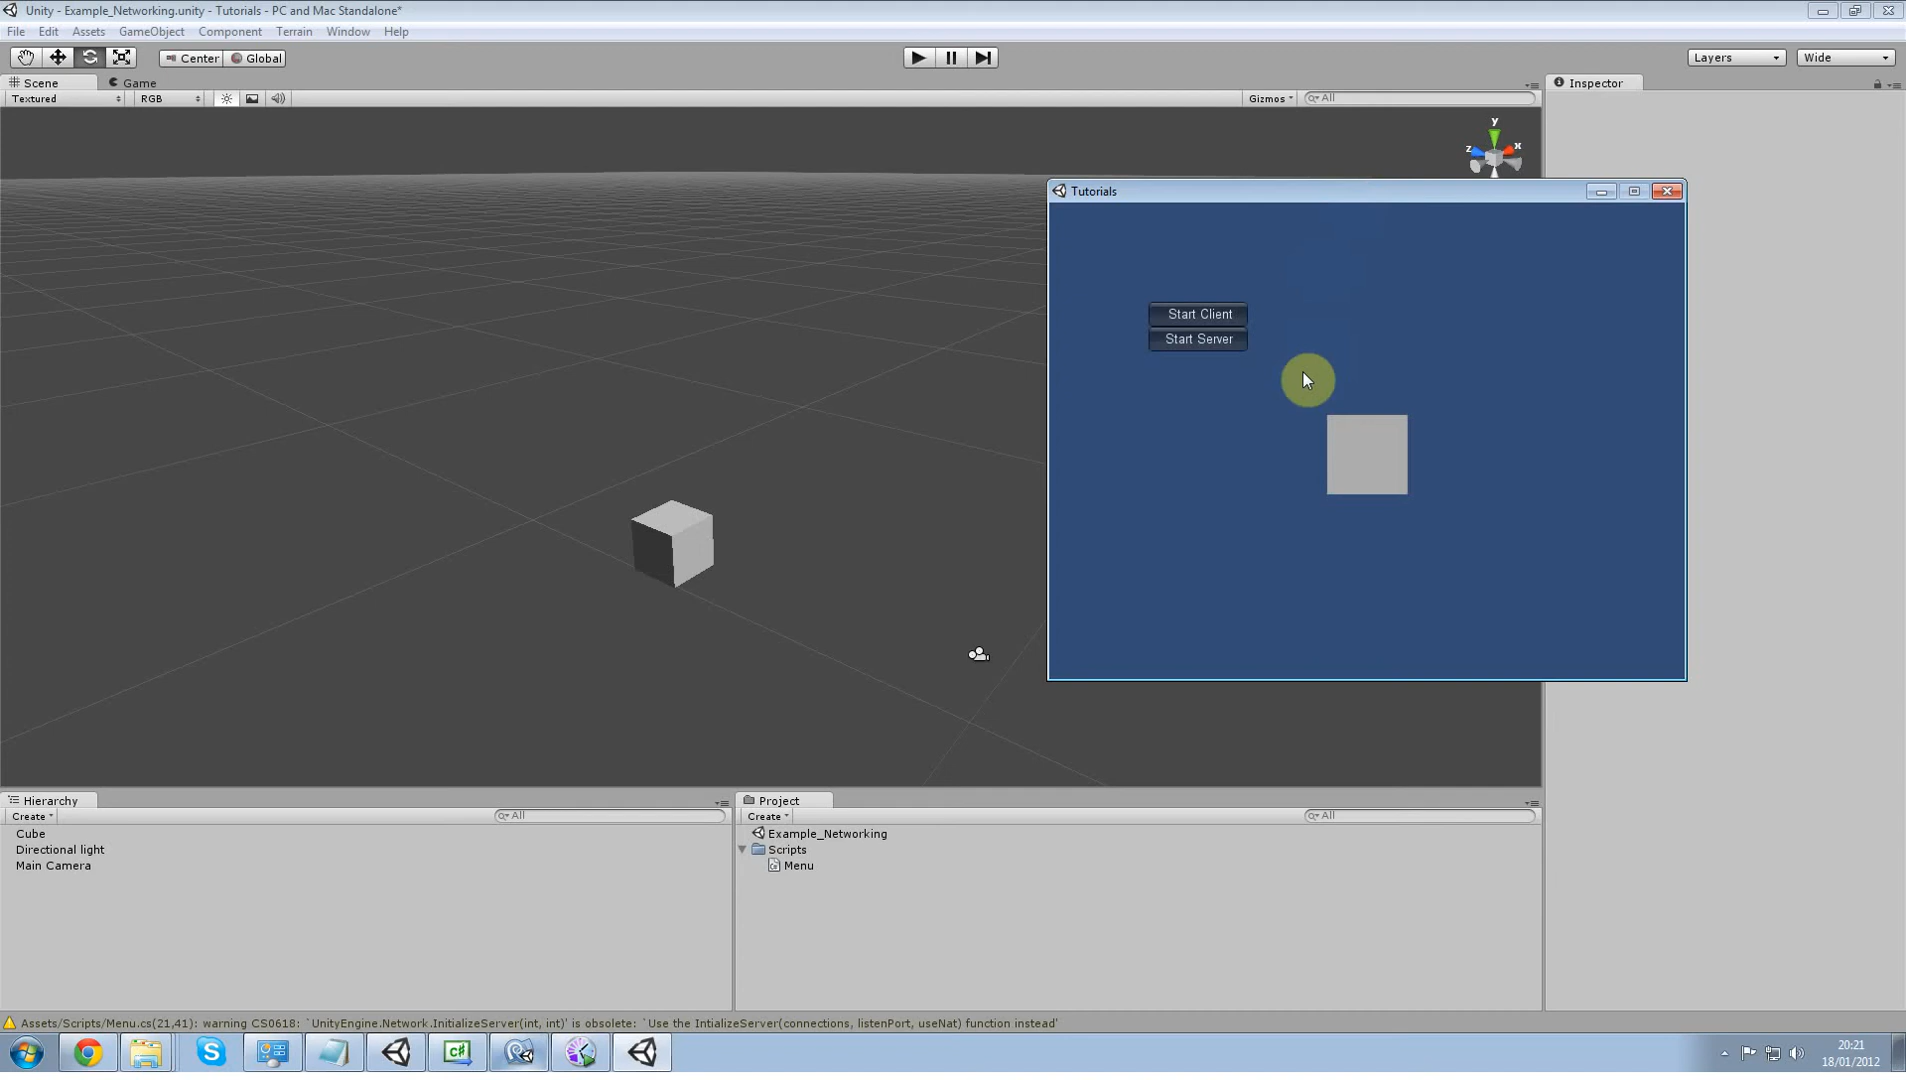 Unity - Example_Networking.unity - Tutorials - PC and Mac Standalone*
File Edit Assets GameObject Component Terrain Window Help
Center Global Layers Wide
Scene Game Inspector
Textured RGB Gizmos All
y
z x
Tutorials
Start Client
Start Server
Hierarchy Project
Create All Create All
Cube
Directional light
Main Camera
Example_Networking
Scripts
Menu
Assets/Scripts/Menu.cs(21,41): warning CS0618: `UnityEngine.Network.InitializeServer(int, int)' is obsolete: `Use the IntializeServer(connections, listenPort, useNat) function instead'
C#
20:21
18/01/2012